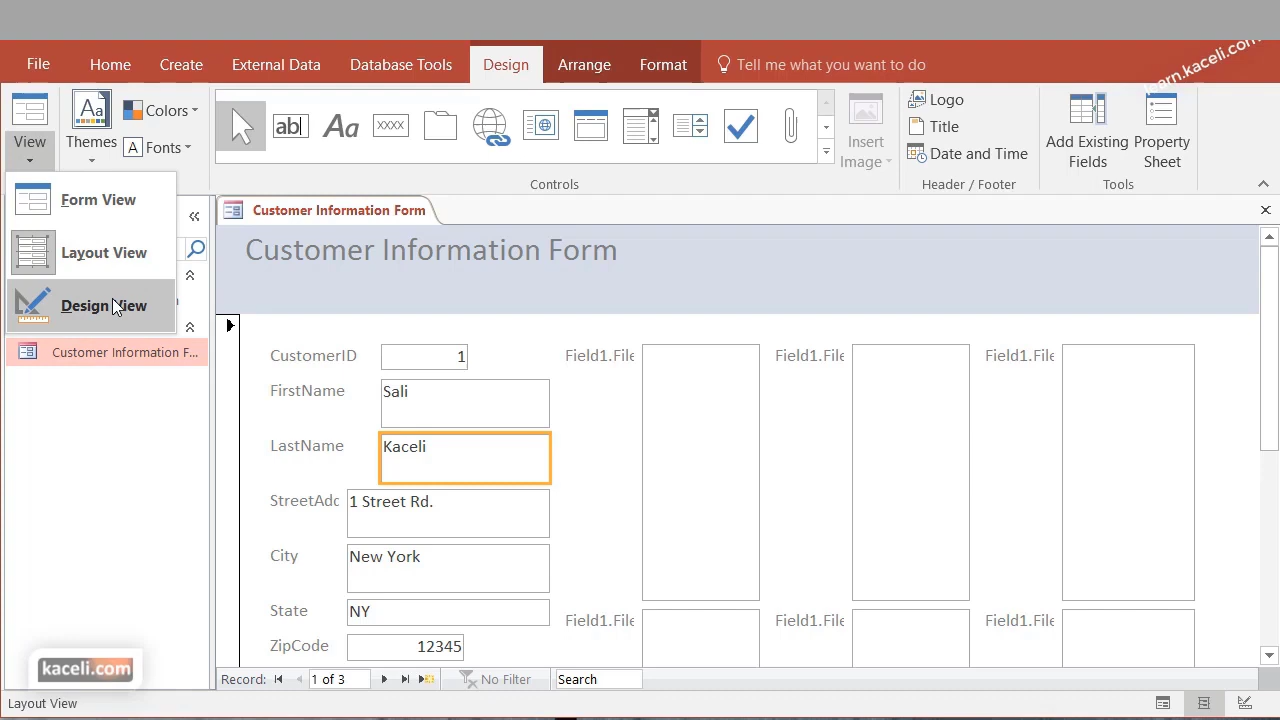 learn.kaceli.com
File Home Create External Data Database Tools Design Arrange Format Tell me what you want to do
View
Themes
Colors
Fonts
ab
Aa
XXXX
Controls
Insert
Image
Logo
Title
Date and Time
Header / Footer
Add Existing
Fields
Property
Sheet
Tools
Form View
Layout View
Design View
Customer Information F...
Customer Information Form
Customer Information Form
CustomerID 1
FirstName Sali
LastName Kaceli
StreetAdd 1 Street Rd.
City New York
State NY
ZipCode 12345
Field1.File Field1.File Field1.File
Field1.File Field1.File Field1.File
Record: 1 of 3 No Filter Search
kaceli.com
Layout View